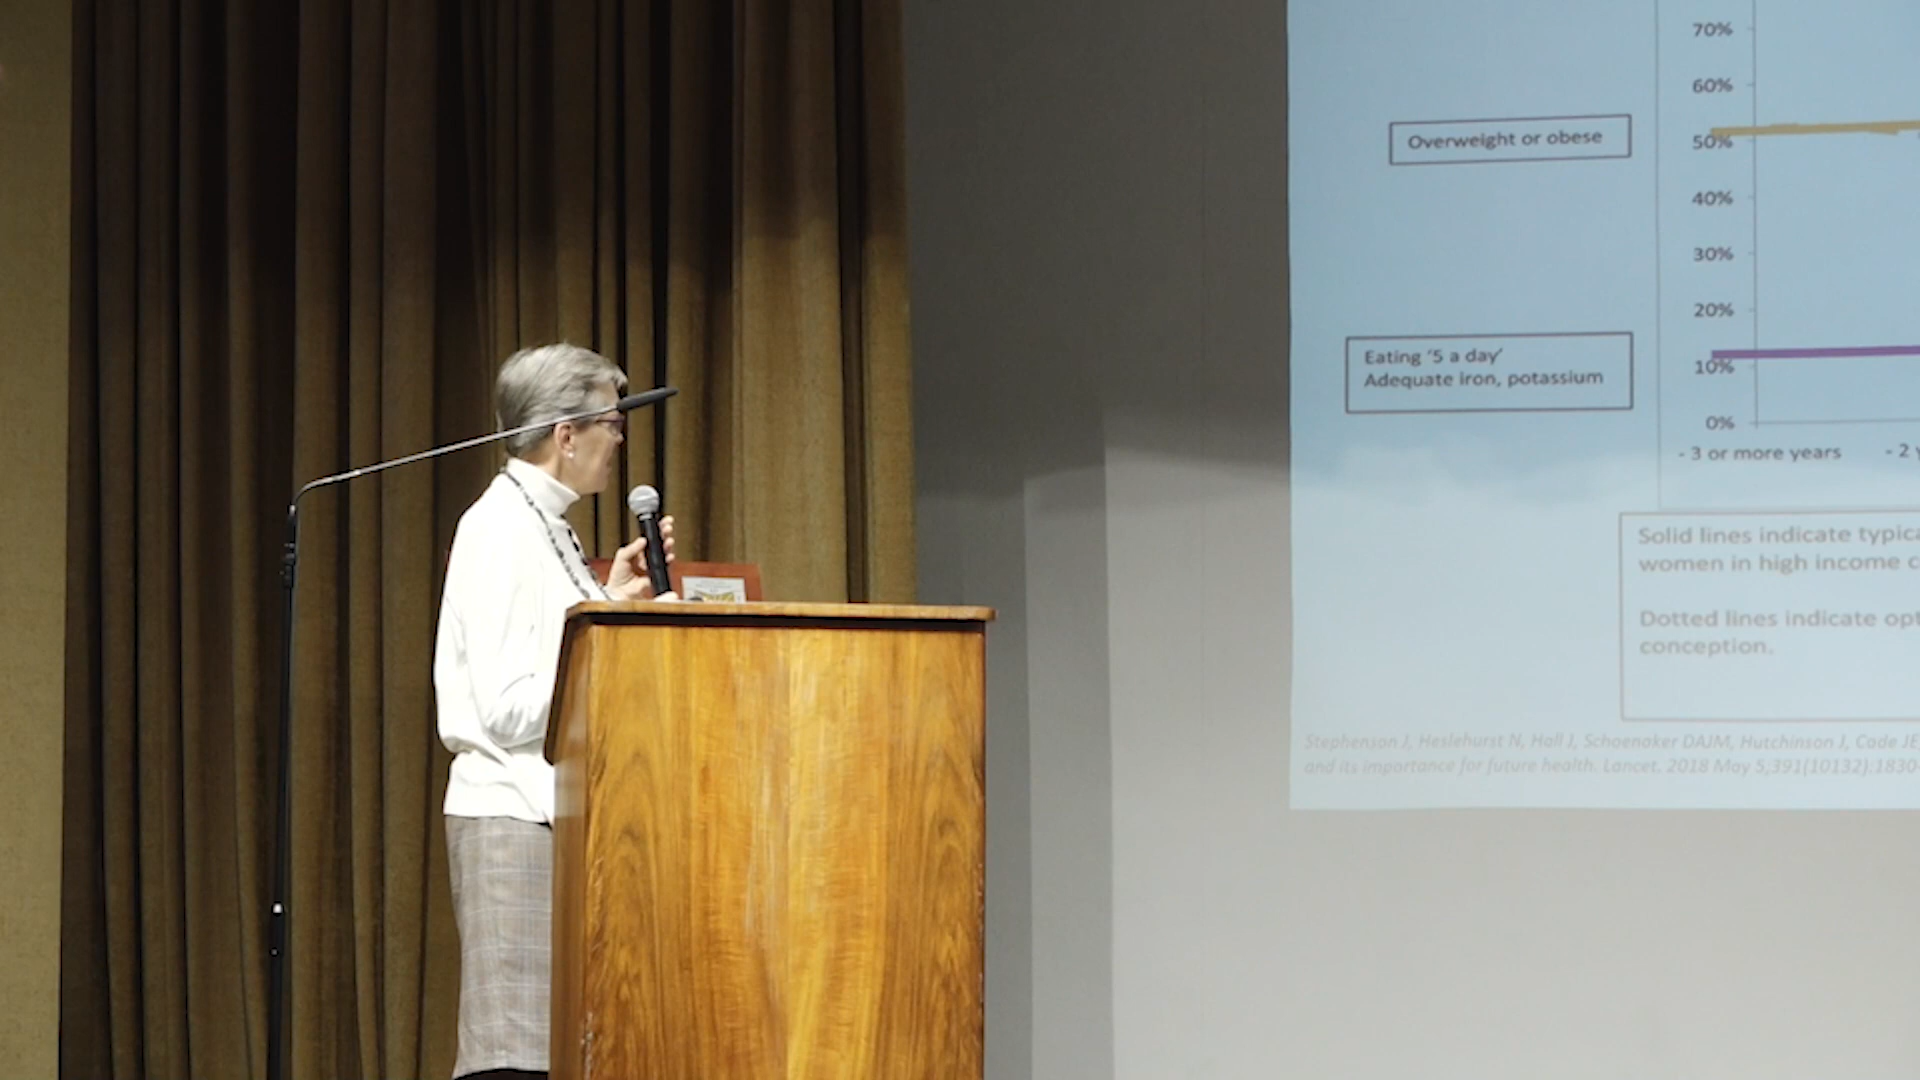 70%
60%
Overweight or obese
50%
40%
30%
20%
Eating '5 a day'
Adequate iron, potassium
10%
0%
- 3 or more years - 2
Solid lines indicate
women in high income
Dotted lines indicate
conception.
Stephenson J, Heslehurst N, Hall J, Schoenaker DAJM, Hutchinson J, Cade JE
and its importance for future health. Lancet. 2018 May 5;391(10132):1830-